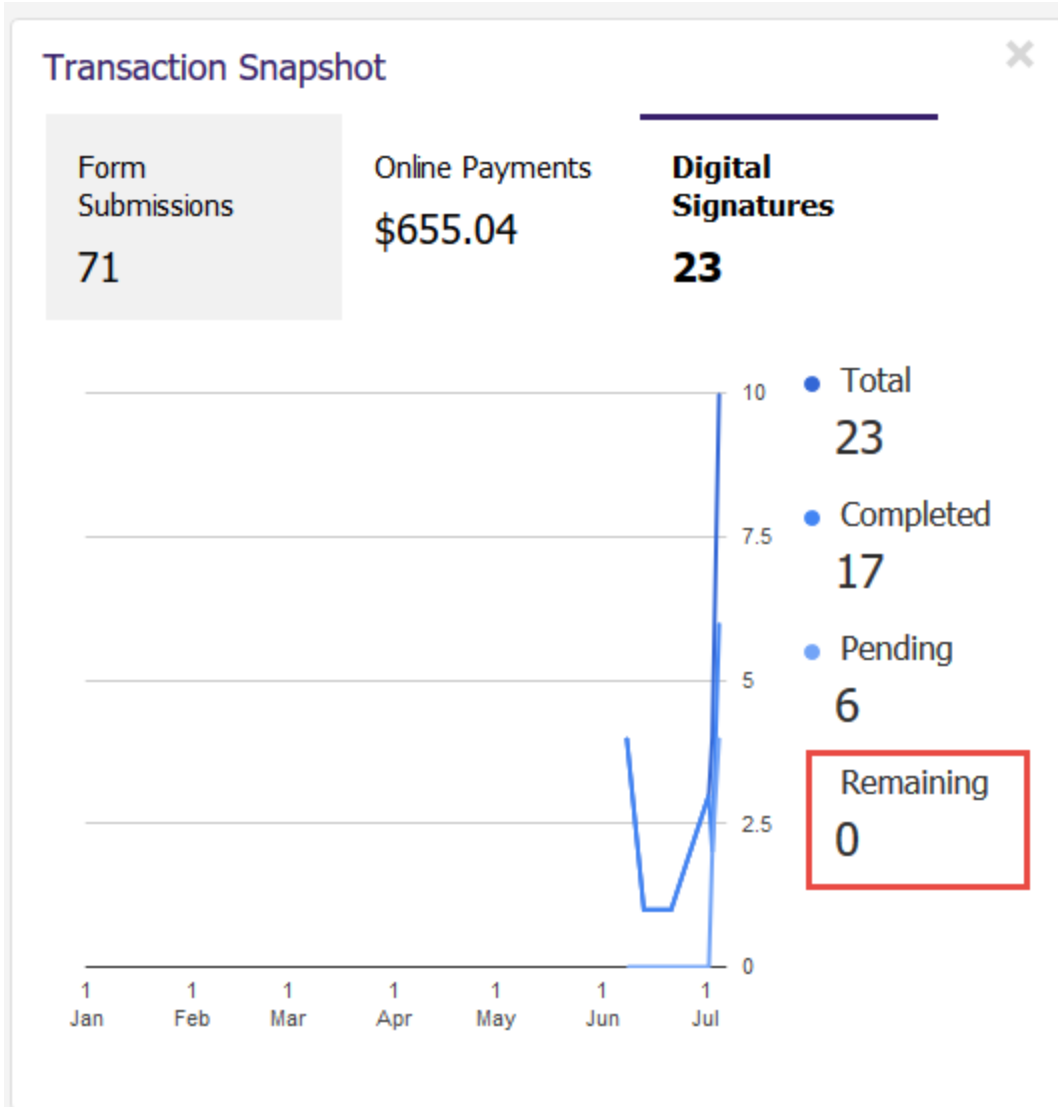 Transaction Snapshot
Form
Submissions
71
Online Payments
$655.04
Digital
Signatures
23
10
7.5
5
2.5
0
1
Jan
1
Feb
1
Mar
1
Apr
1
May
1
Jun
1
Jul
Total
23
Completed
17
Pending
6
Remaining
0